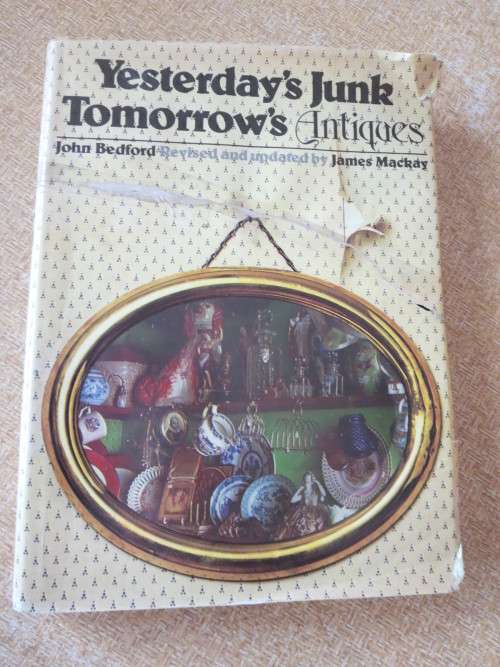 Yesterday's Junk
Tomorrow's Antiques
John Bedford Revised and updated by James Mackay